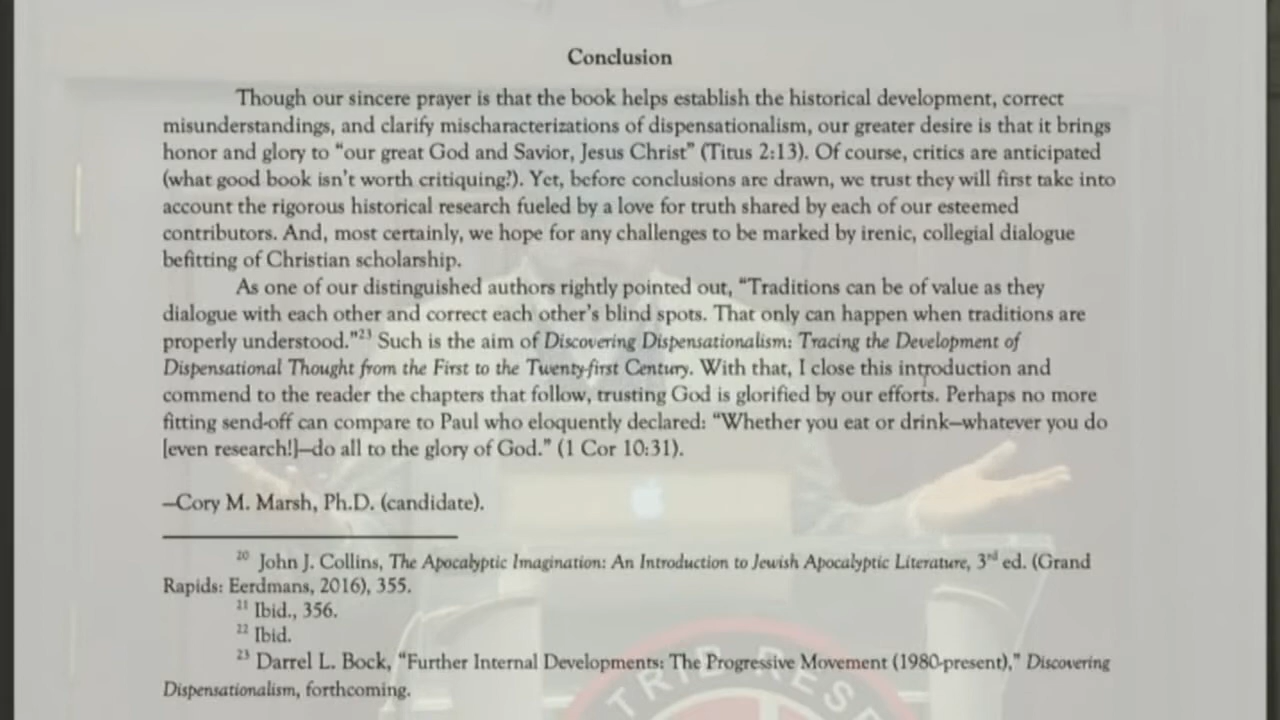 Conclusion
Though our sincere prayer is that the book helps establish the historical development, correct
misunderstandings, and clarify mischaracterizations of dispensationalism, our greater desire is that it brings
honor and glory to “our great God and Savior, Jesus Christ” (Titus 2:13). Of course, critics are anticipated
(what good book isn’t worth critiquing?). Yet, before conclusions are drawn, we trust they will first take into
account the rigorous historical research fueled by a love for truth shared by each of our esteemed
contributors. And, most certainly, we hope for any challenges to be marked by irenic, collegial dialogue
befitting of Christian scholarship.
As one of our distinguished authors rightly pointed out, “Traditions can be of value as they
dialogue with each other and correct each other’s blind spots. That only can happen when traditions are
properly understood.”23 Such is the aim of Discovering Dispensationalism: Tracing the Development of
Dispensational Thought from the First to the Twenty-first Century. With that, I close this introduction and
commend to the reader the chapters that follow, trusting God is glorified by our efforts. Perhaps no more
fitting send-off can compare to Paul who eloquently declared: “Whether you eat or drink—whatever you do
[even research!]—do all to the glory of God.” (1 Cor 10:31).
—Cory M. Marsh, Ph.D. (candidate).
20 John J. Collins, The Apocalyptic Imagination: An Introduction to Jewish Apocalyptic Literature, 3rd ed. (Grand
Rapids: Eerdmans, 2016), 355.
21 Ibid., 356.
22 Ibid.
23 Darrel L. Bock, “Further Internal Developments: The Progressive Movement (1980-present),” Discovering
Dispensationalism, forthcoming.
TRIB RES